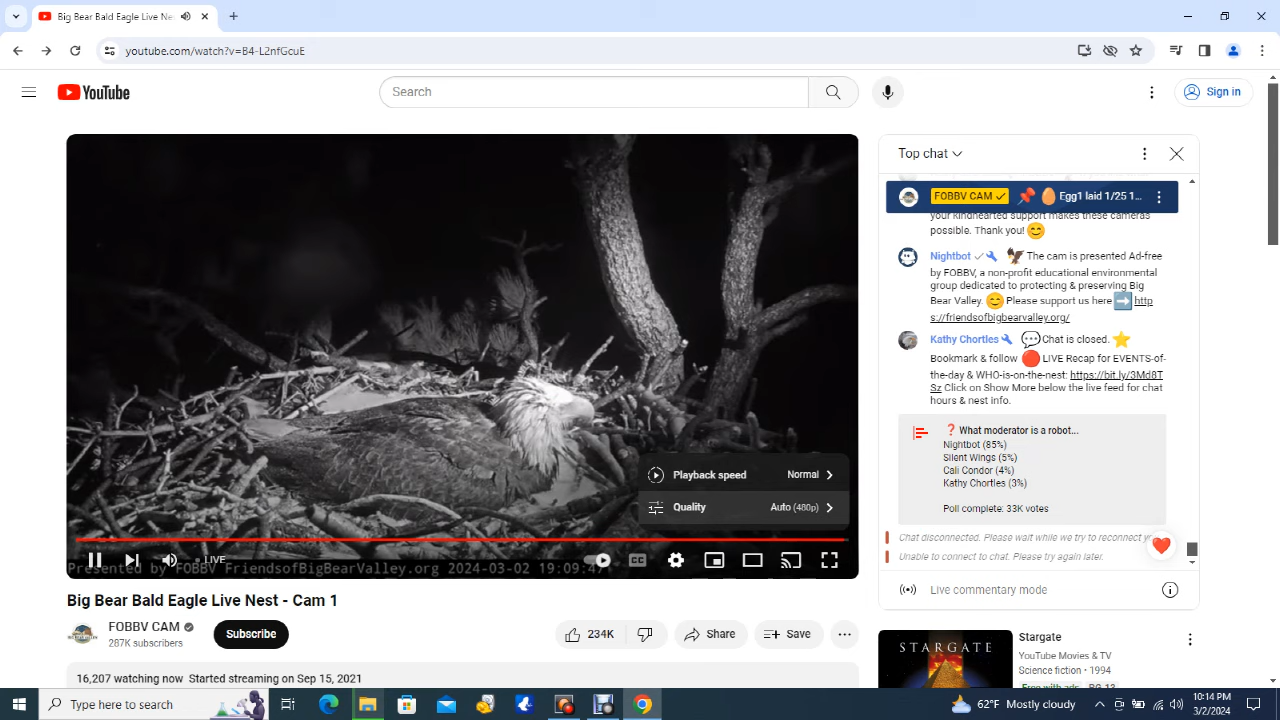 Big Bear Bald Eagle Live Ne
youtube.com/watch?v=B4-L2nfGcuE
YouTube
Search
Sign in
Top chat
FOBBV CAM ✓ 📌 🥚 Egg1 laid 1/25 1...
your kindhearted support makes these cameras
possible. Thank you! 😊
Nightbot ✓ 🔧 🦅 The cam is presented Ad-free
by FOBBV, a non-profit educational environmental
group dedicated to protecting & preserving Big
Bear Valley. 😊 Please support us here ➡️ http
s://friendsofbigbearvalley.org/
Kathy Chortles 🔧 💬 Chat is closed. ⭐
Bookmark & follow 🔴 LIVE Recap for EVENTS-of-
the-day & WHO-is-on-the-nest: https://bit.ly/3Md8T
Sz Click on Show More below the live feed for chat
hours & nest info.
❓ What moderator is a robot...
Nightbot (85%)
Silent Wings (5%)
Cali Condor (4%)
Kathy Chortles (3%)
Poll complete: 33K votes
Chat disconnected. Please wait while we try to reconnect
Unable to connect to chat. Please try again later.
Live commentary mode
Playback speed Normal
Quality Auto (480p)
LIVE
CC
Presented by FOBBV FriendsofBigBearValley.org 2024-03-02 19:09:47
Big Bear Bald Eagle Live Nest - Cam 1
FOBBV CAM
287K subscribers
Subscribe
234K
Share
Save
16,207 watching now Started streaming on Sep 15, 2021
STARGATE
Stargate
YouTube Movies & TV
Science fiction • 1994
Free with ads PG-13
Type here to search
62°F Mostly cloudy
10:14 PM
3/2/2024